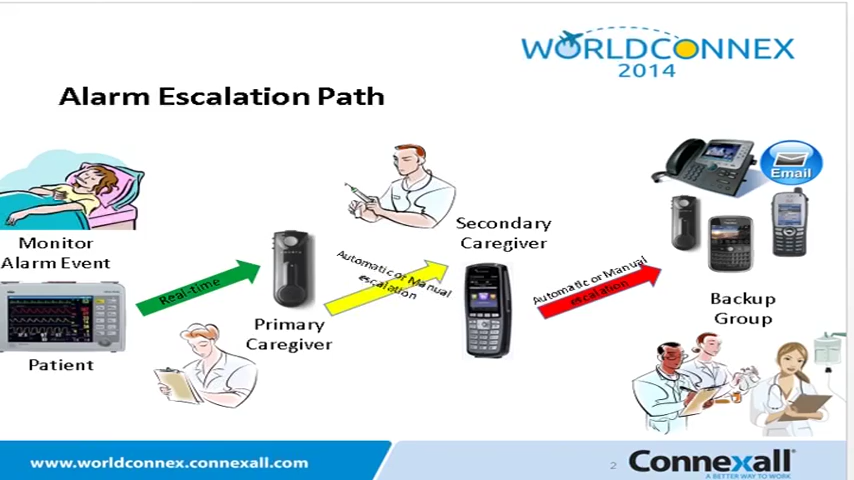 WORLDCONNEX
2014
Alarm Escalation Path
Monitor
Alarm Event
Patient
Real-time
Primary
Caregiver
Automatic or Manual
escalation
Secondary
Caregiver
Automatic or Manual
escalation
Email
Backup
Group
www.worldconnex.connexall.com
2
Connexall
A BETTER WAY TO WORK